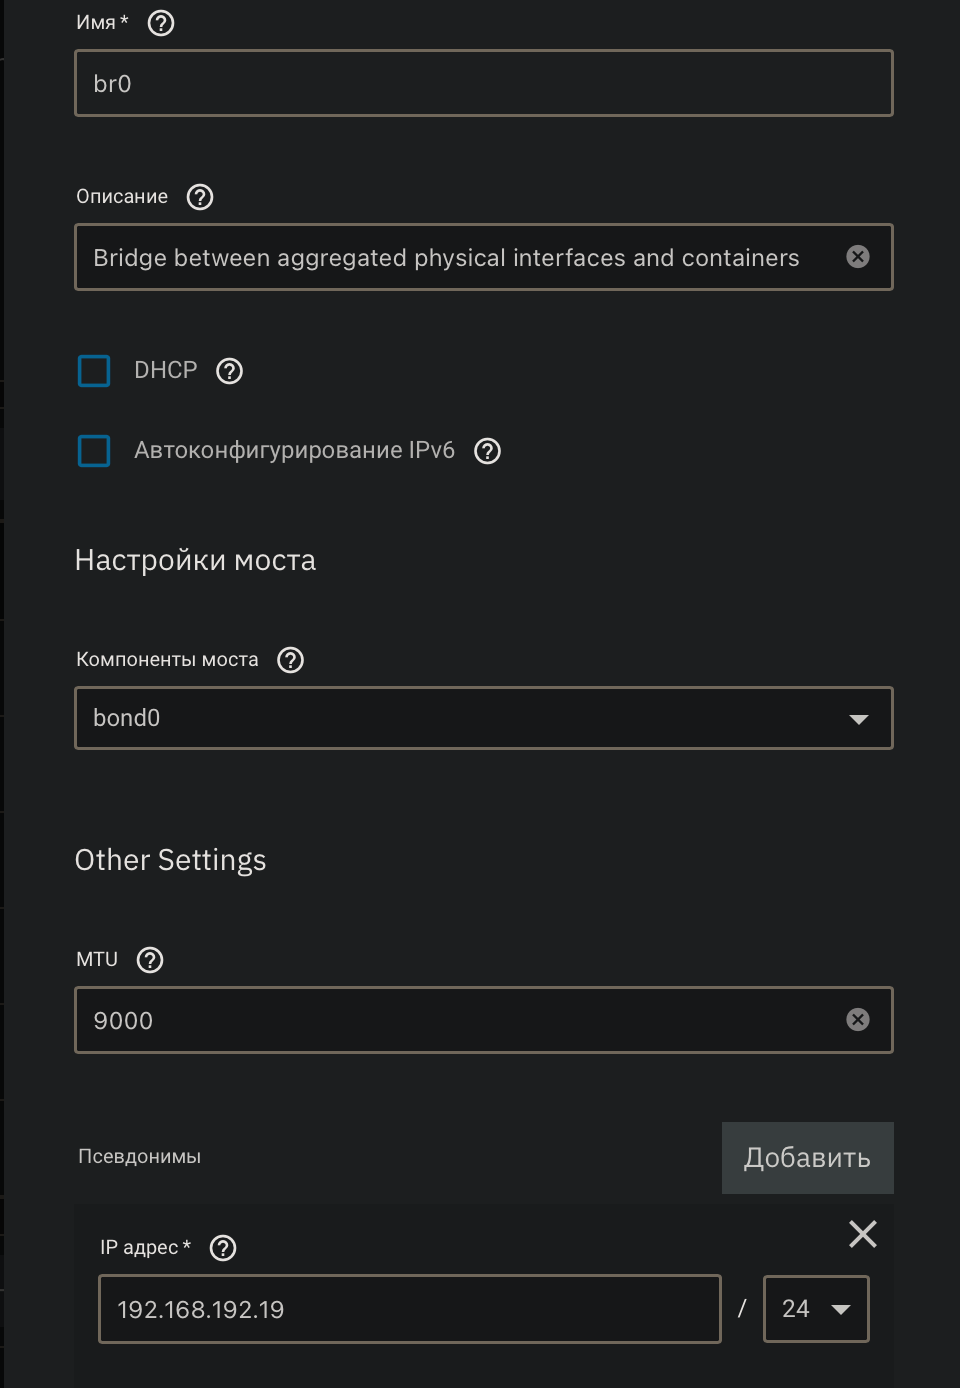 Имя *
br0
Описание
Bridge between aggregated physical interfaces and containers
DHCP
Автоконфигурирование IPv6
Настройки моста
Компоненты моста
bond0
Other Settings
MTU
9000
Псевдонимы
Добавить
IP адрес *
192.168.192.19 / 24